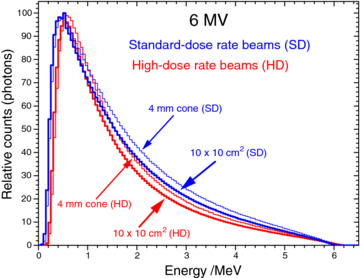 6 MV
Standard-dose rate beams (SD)
High-dose rate beams (HD)
4 mm cone (SD)
10 x 10 cm² (SD)
4 mm cone (HD)
10 x 10 cm² (HD)
Relative counts (photons)
100
90
80
70
60
50
40
30
20
10
0
0 1 2 3 4 5 6
Energy /MeV